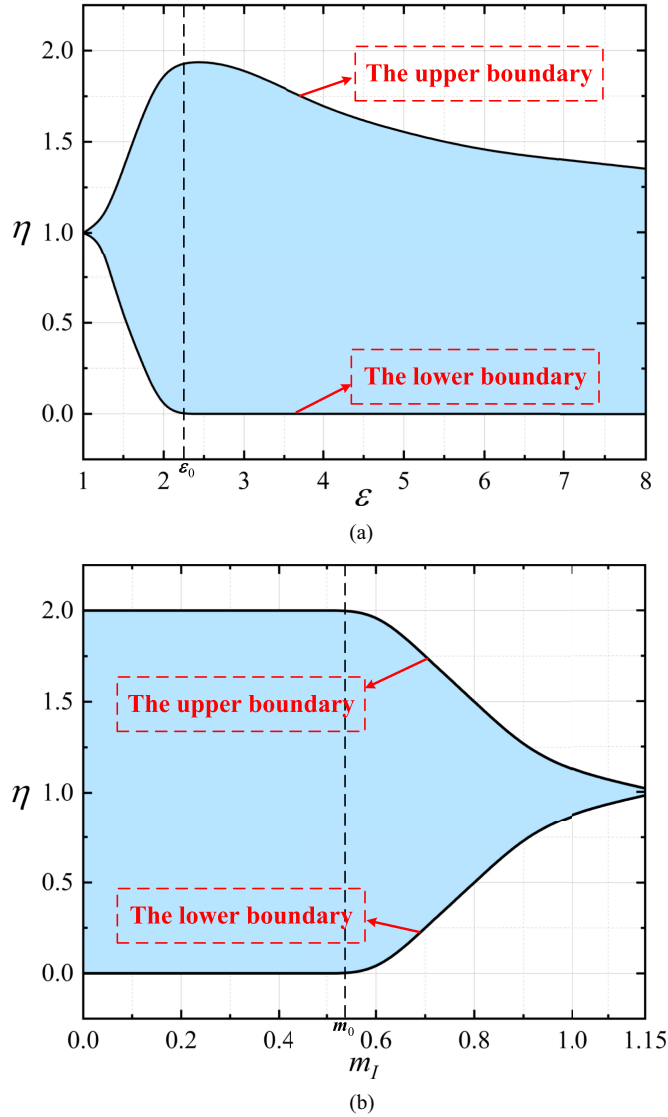 2.0
The upper boundary
1.5
η 1.0
0.5
The lower boundary
0.0
1 2 ε₀ 3 4 5 6 7 8
ε
(a)
2.0
The upper boundary
1.5
η 1.0
0.5
The lower boundary
0.0
0.0 0.2 0.4 m₀ 0.6 0.8 1.0 1.15
m_I
(b)